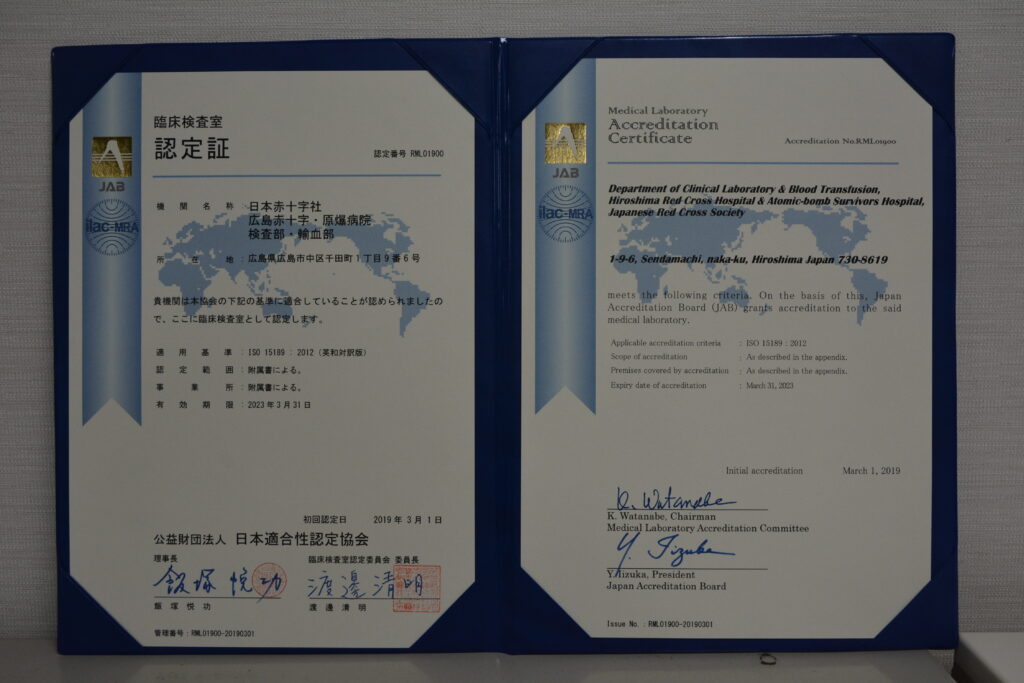 臨床検査室
認定証
認定番号 RML01900
JAB
ilac-MRA
機関名称 : 日本赤十字社
広島赤十字・原爆病院
検査部・輸血部
所在地 : 広島県広島市中区千田町1丁目9番6号
貴機関は本協会の下記の基準に適合していることが認められましたの
で、ここに臨床検査室として認定します。
適用基準 : ISO 15189 : 2012 (英和対訳版)
認定範囲 : 附属書による。
事業所 : 附属書による。
有効期限 : 2023年3月31日
初回認定日 2019年3月1日
公益財団法人 日本適合性認定協会
理事長 臨床検査室認定委員会 委員長
飯塚悦功 渡邊清明
飯塚悦功 渡邊清明
管理番号 : RML01900-20190301
Medical Laboratory
Accreditation
Certificate
Accreditation No.RML01900
JAB
ilac-MRA
Department of Clinical Laboratory & Blood Transfusion,
Hiroshima Red Cross Hospital & Atomic-bomb Survivors Hospital,
Japanese Red Cross Society
1-9-6, Sendamachi, naka-ku, Hiroshima Japan 730-8619
meets the following criteria. On the basis of this, Japan
Accreditation Board (JAB) grants accreditation to the said
medical laboratory.
Applicable accreditation criteria : ISO 15189 : 2012
Scope of accreditation : As described in the appendix.
Premises covered by accreditation : As described in the appendix.
Expiry date of accreditation : March 31, 2023
Initial accreditation March 1, 2019
K. Watanabe
K. Watanabe, Chairman
Medical Laboratory Accreditation Committee
Y. Iizuka
Y.Iizuka, President
Japan Accreditation Board
Issue No. : RML01900-20190301